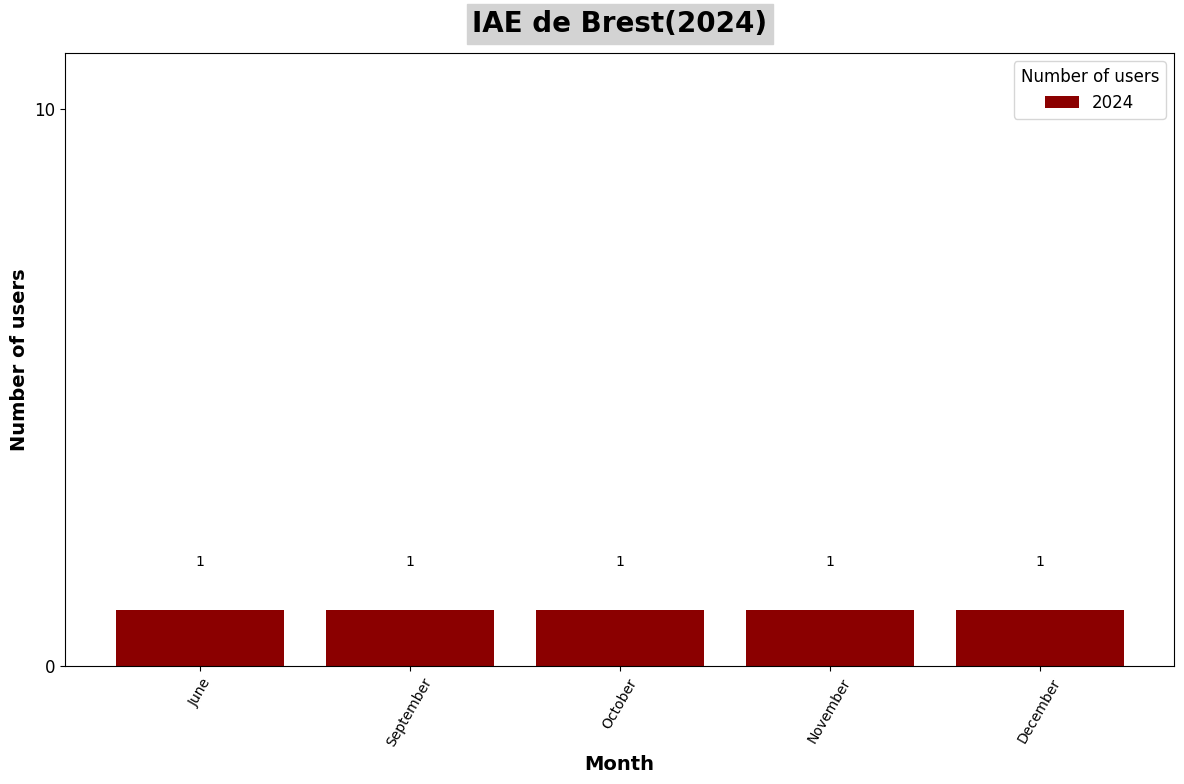 IAE de Brest(2024)
Number of users
2024
10
0
Number of users
1
1
1
1
1
June
September
October
November
December
Month